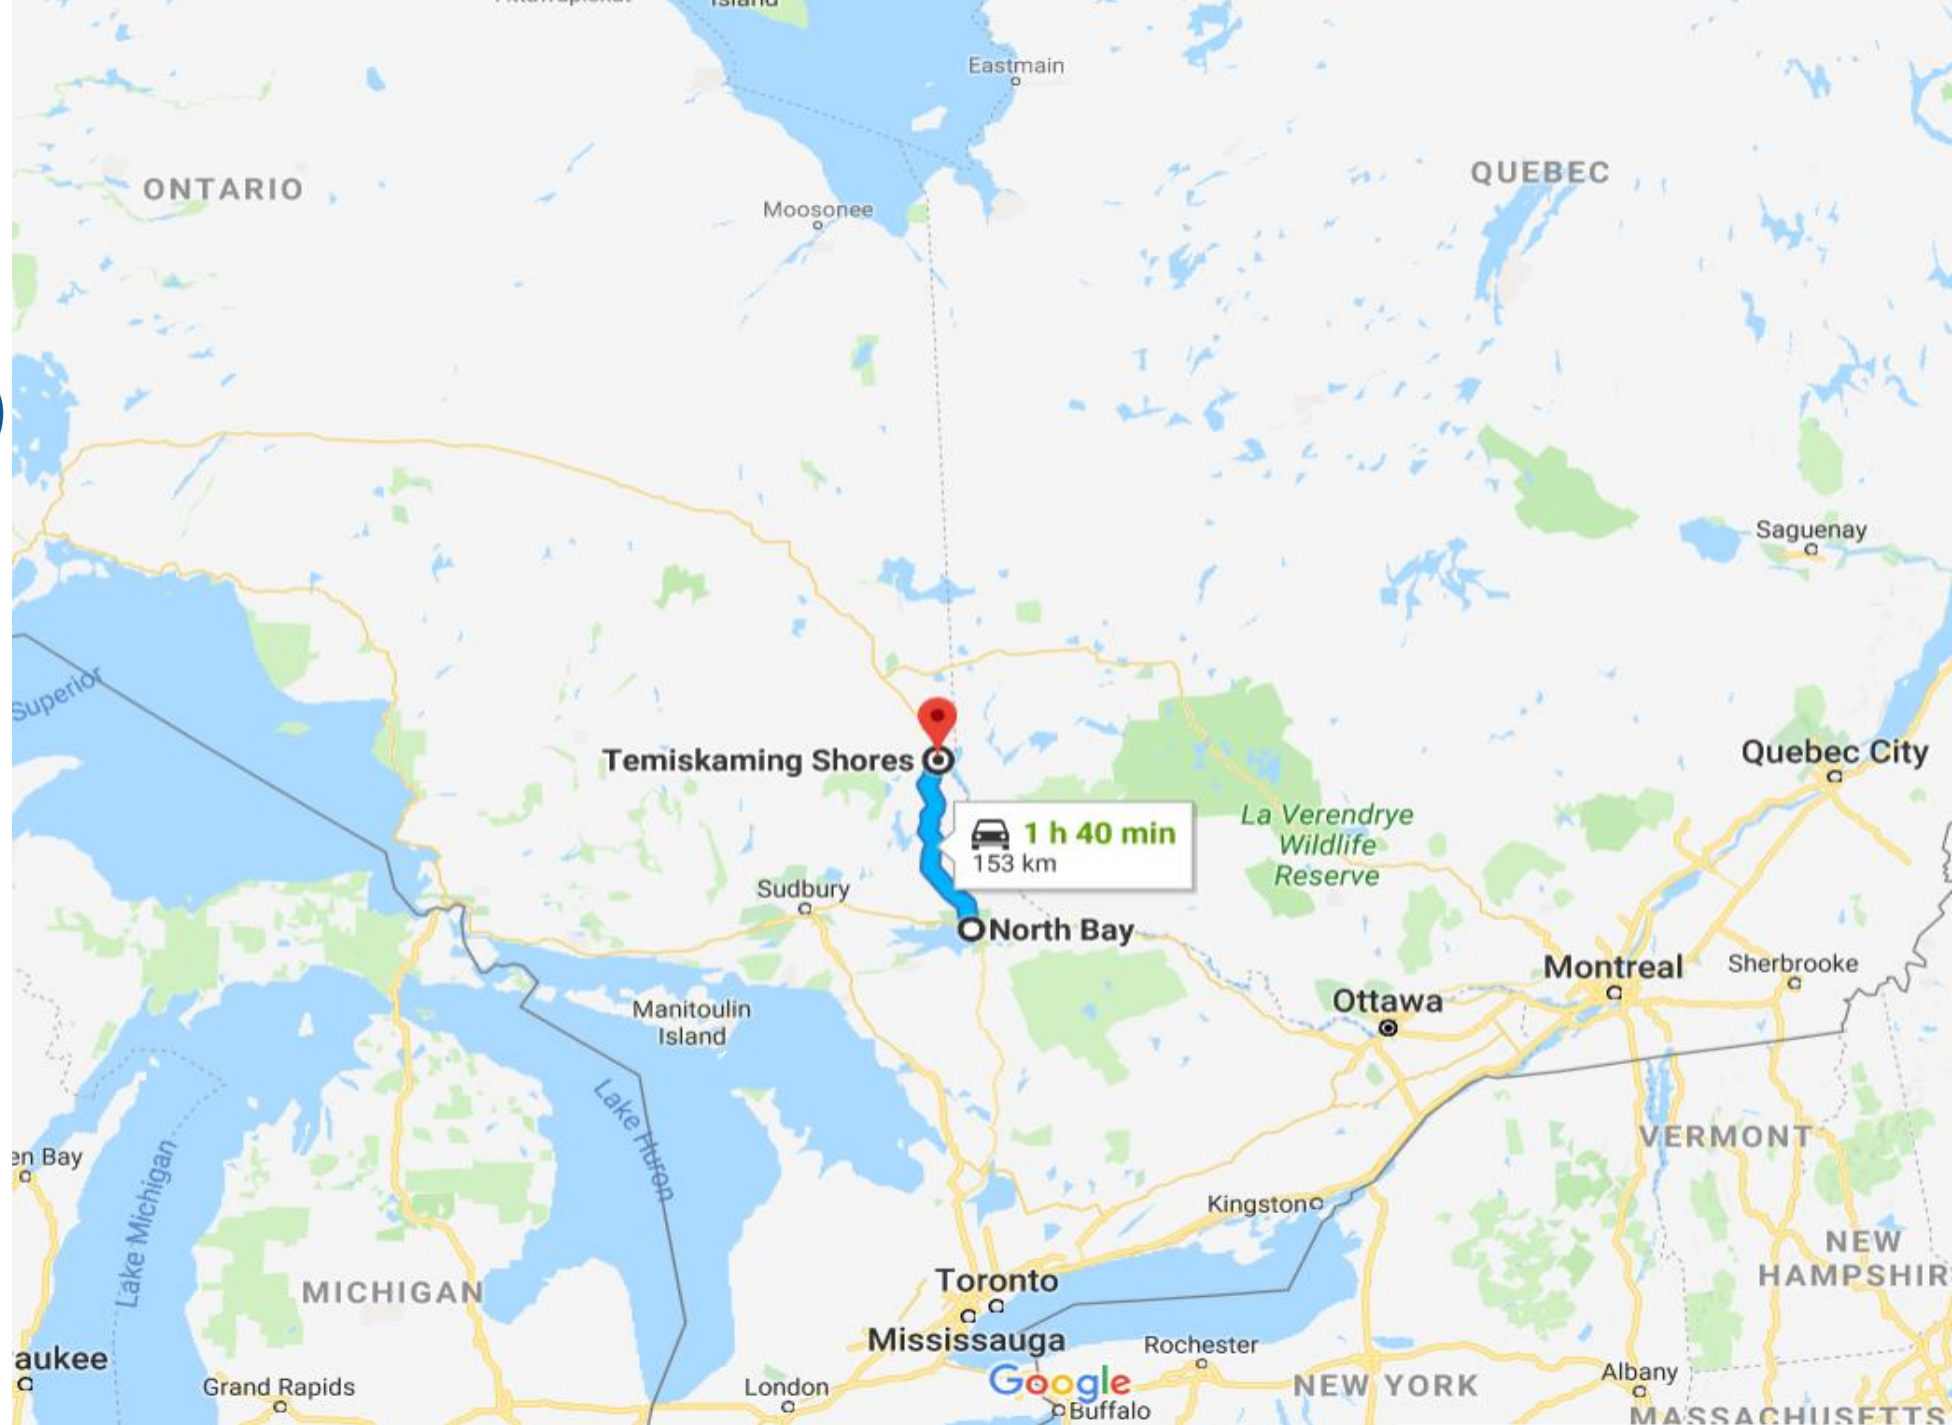 Island
Eastmain
ONTARIO
QUEBEC
Moosonee
Saguenay
Superior
Temiskaming Shores
Quebec City
1 h 40 min
153 km
La Verendrye
Wildlife
Reserve
Sudbury
North Bay
Montreal
Sherbrooke
Ottawa
Manitoulin
Island
Lake Huron
en Bay
Lake Michigan
VERMONT
Kingston
NEW
HAMPSHIR
MICHIGAN
Toronto
Mississauga
Rochester
aukee
Grand Rapids
London
Google
NEW YORK
Albany
Buffalo
MASSACHUSETTS